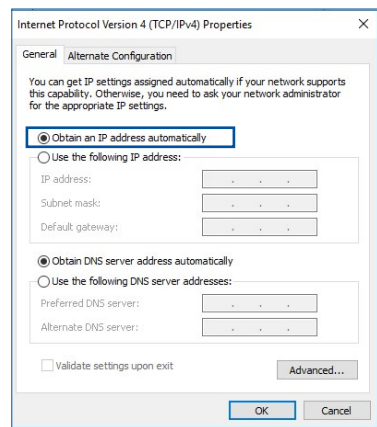 Internet Protocol Version 4 (TCP/IPv4) Properties
General
Alternate Configuration
You can get IP settings assigned automatically if your network supports
this capability. Otherwise, you need to ask your network administrator
for the appropriate IP settings.
Obtain an IP address automatically
Use the following IP address:
IP address:
Subnet mask:
Default gateway:
Obtain DNS server address automatically
Use the following DNS server addresses:
Preferred DNS server:
Alternate DNS server:
Validate settings upon exit
Advanced...
OK
Cancel